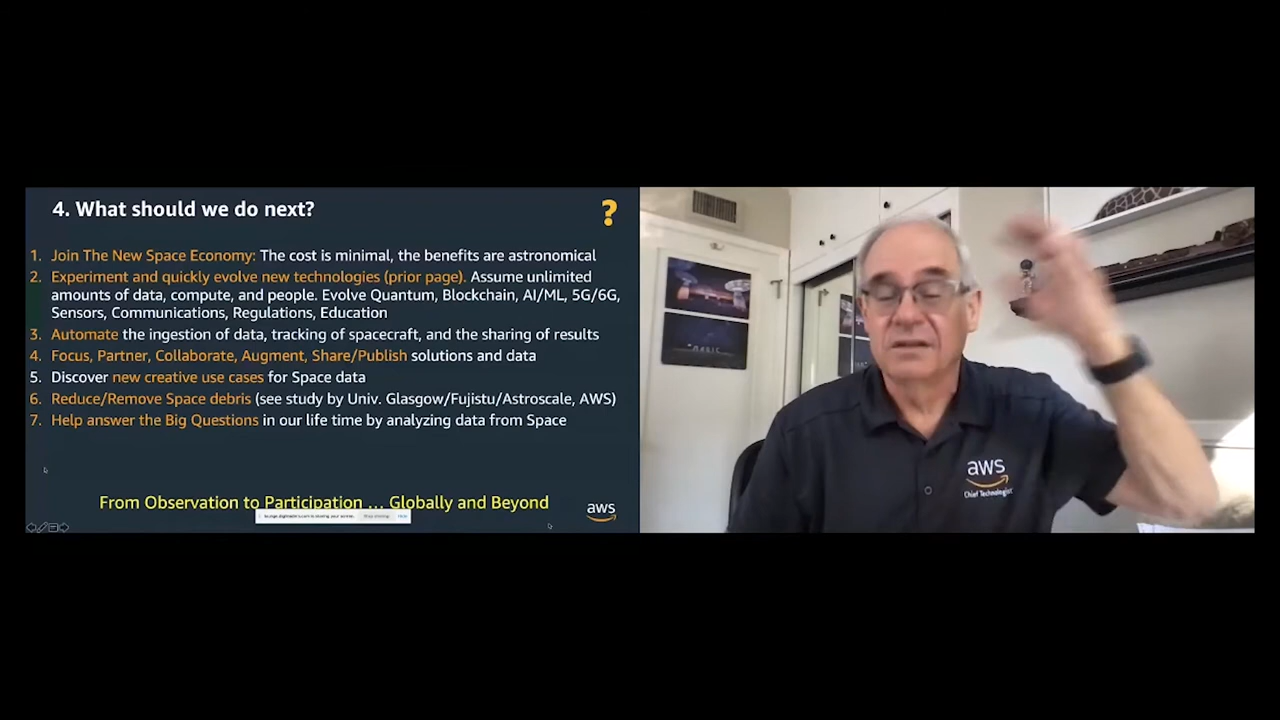 4. What should we do next?
?
1. Join The New Space Economy: The cost is minimal, the benefits are astronomical
2. Experiment and quickly evolve new technologies (prior page). Assume unlimited
amounts of data, compute, and people. Evolve Quantum, Blockchain, AI/ML, 5G/6G,
Sensors, Communications, Regulations, Education
3. Automate the ingestion of data, tracking of spacecraft, and the sharing of results
4. Focus, Partner, Collaborate, Augment, Share/Publish solutions and data
5. Discover new creative use cases for Space data
6. Reduce/Remove Space debris (see study by Univ. Glasgow/Fujistu/Astroscale, AWS)
7. Help answer the Big Questions in our life time by analyzing data from Space
From Observation to Participation ... Globally and Beyond
aws
Stop sharing
Hide
aws
Chief Technologist